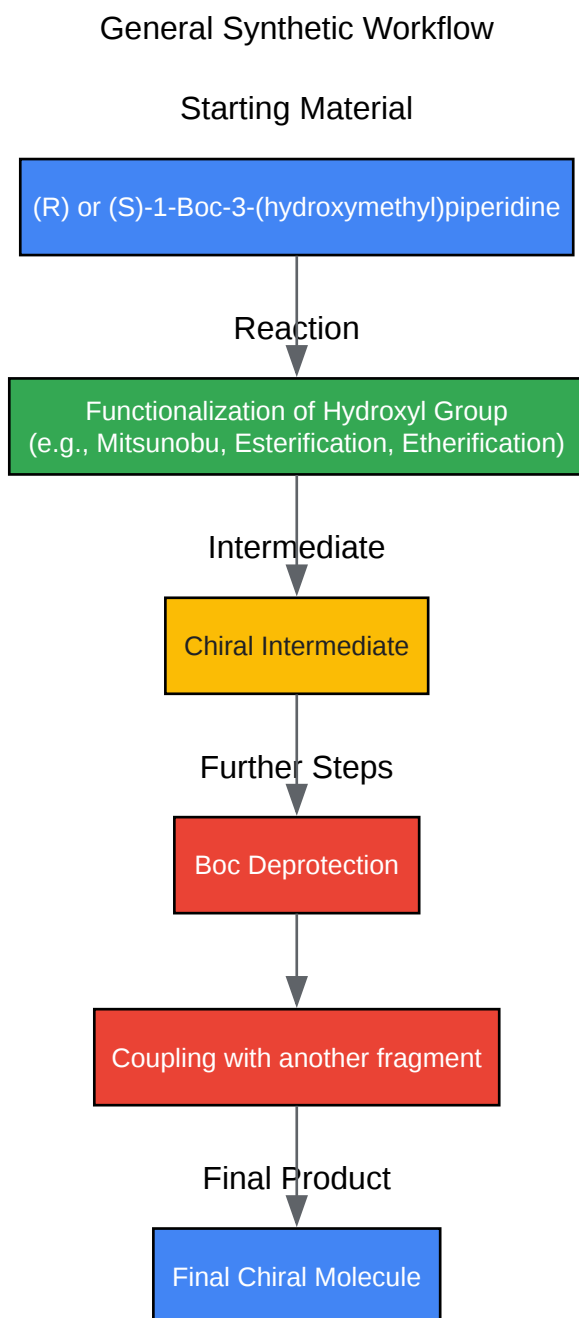 General Synthetic Workflow
Starting Material
(R) or (S)-1-Boc-3-(hydroxymethyl)piperidine
Reaction
Functionalization of Hydroxyl Group
(e.g., Mitsunobu, Esterification, Etherification)
Intermediate
Chiral Intermediate
Further Steps
Boc Deprotection
Coupling with another fragment
Final Product
Final Chiral Molecule